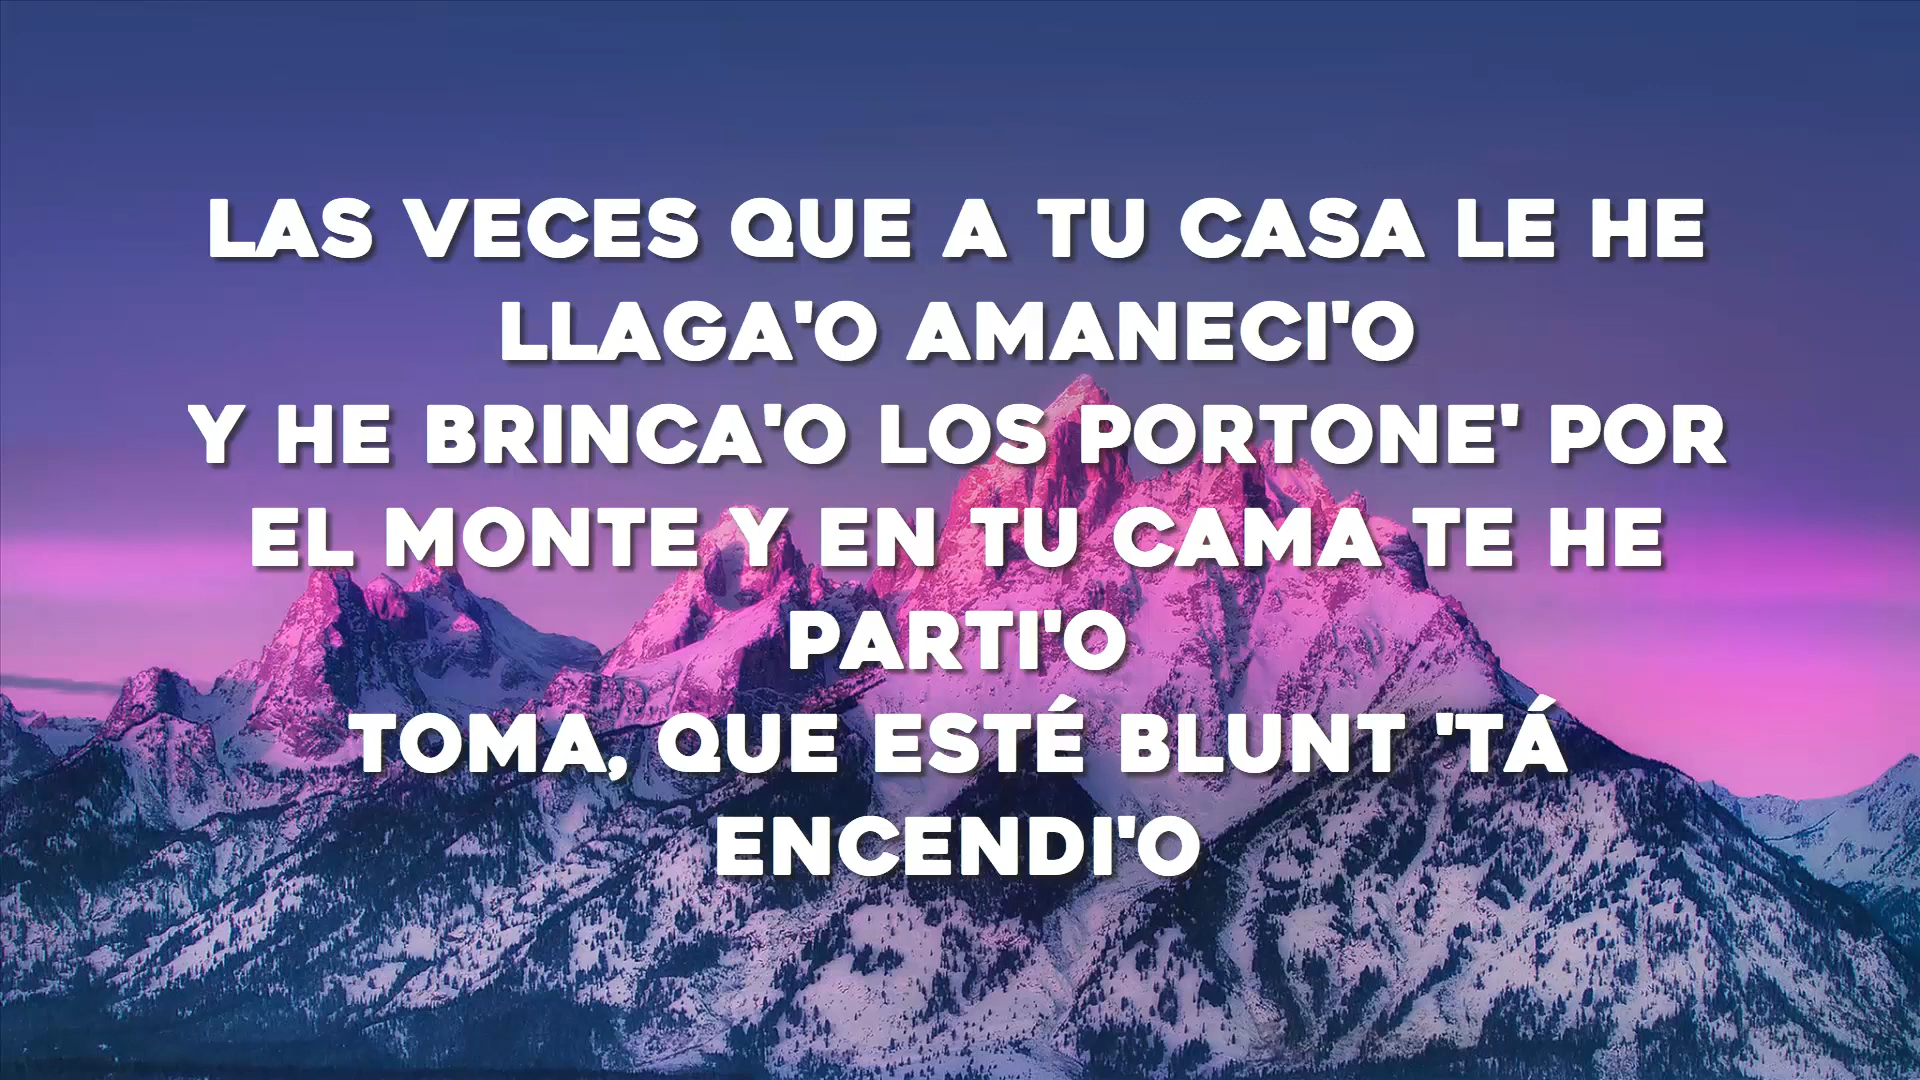 LAS VECES QUE A TU CASA LE HE
LLAGA'O AMANECI'O
Y HE BRINCA'O LOS PORTONE' POR
EL MONTE Y EN TU CAMA TE HE
PARTI'O
TOMA, QUE ESTÉ BLUNT 'TÁ
ENCENDI'O